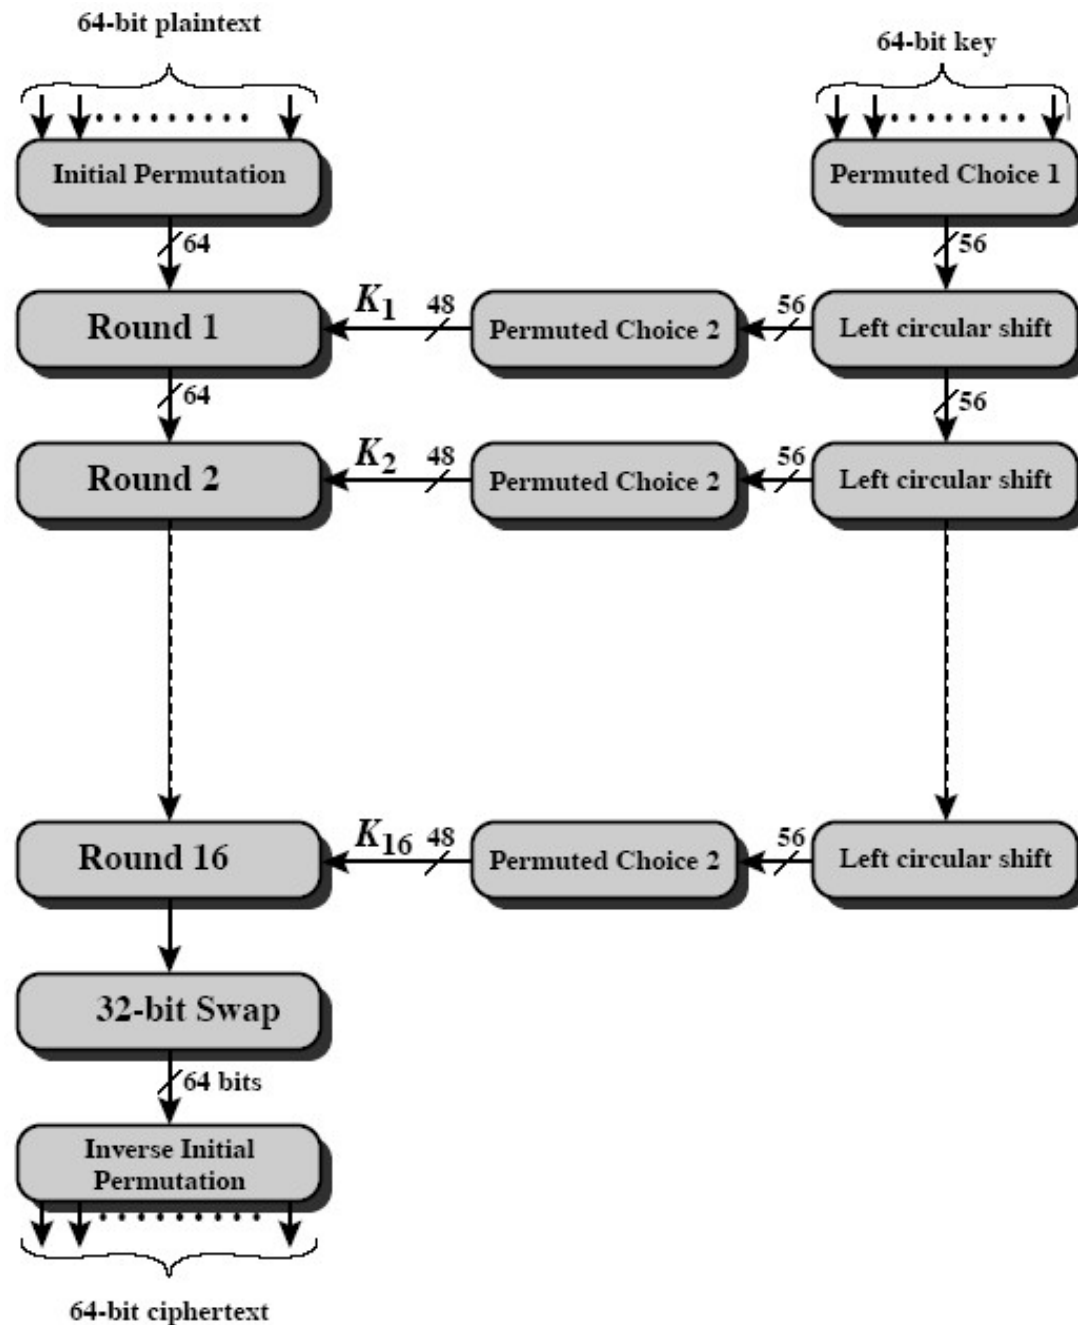 64-bit plaintext
64-bit key
Initial Permutation
Permuted Choice 1
64
56
Round 1
K1
48
Permuted Choice 2
56
Left circular shift
64
56
Round 2
K2
48
Permuted Choice 2
56
Left circular shift
Round 16
K16
48
Permuted Choice 2
56
Left circular shift
32-bit Swap
64 bits
Inverse Initial
Permutation
64-bit ciphertext